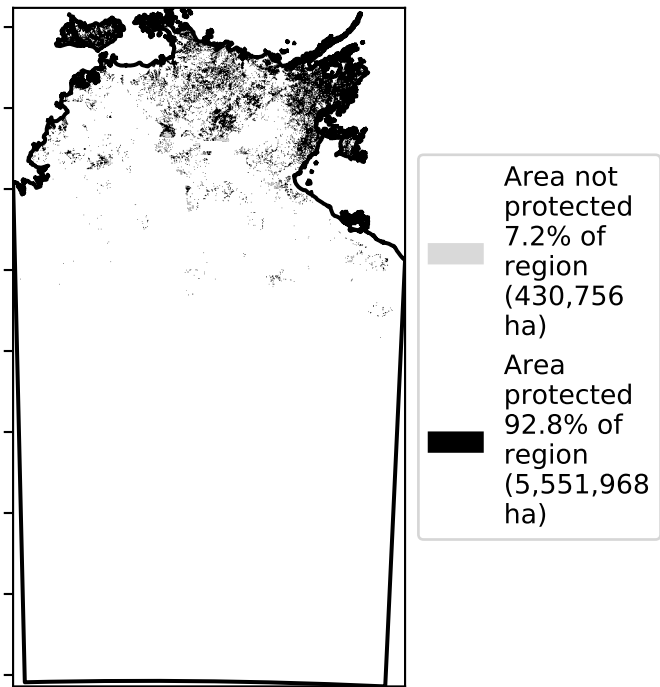 Area not
protected
7.2% of
region
(430,756
ha)
Area
protected
92.8% of
region
(5,551,968
ha)